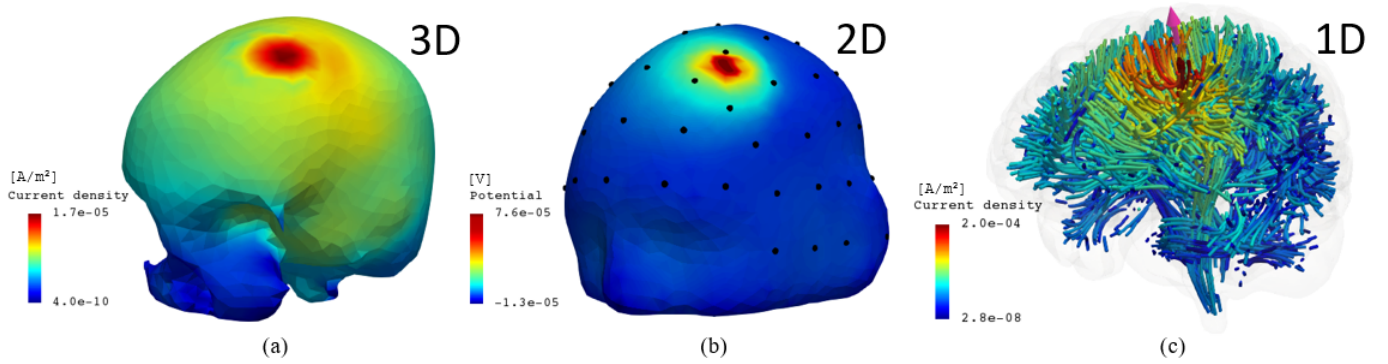 3D
[A/m²]
Current density
1.7e-05
4.0e-10
(a)
2D
[V]
Potential
7.6e-05
−1.3e-05
(b)
1D
[A/m²]
Current density
2.0e-04
2.8e-08
(c)